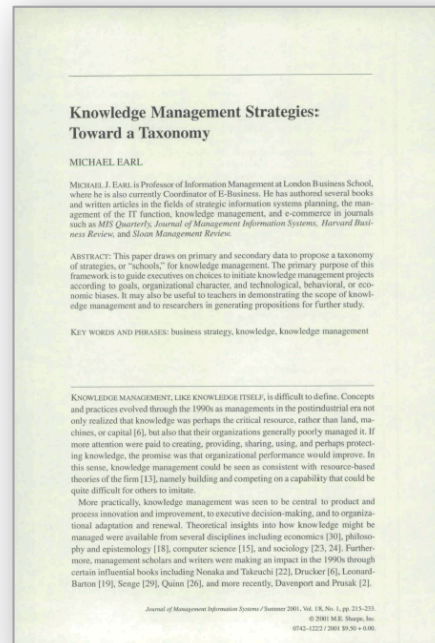 Knowledge Management Strategies:
Toward a Taxonomy
MICHAEL EARL
MICHAEL J. EARL is Professor of Information Management at London Business School,
where he is also currently Coordinator of E-Business. He has authored several books
and written articles in the fields of strategic information systems planning, the man-
agement of the IT function, knowledge management, and e-commerce in journals
such as MIS Quarterly, Journal of Management Information Systems, Harvard Busi-
ness Review, and Sloan Management Review.
ABSTRACT: This paper draws on primary and secondary data to propose a taxonomy
of strategies, or "schools," for knowledge management. The primary purpose of this
framework is to guide executives on choices to initiate knowledge management projects
according to goals, organizational character, and technological, behavioral, or eco-
nomic biases. It may also be useful to teachers in demonstrating the scope of knowl-
edge management and to researchers in generating propositions for further study.
KEY WORDS AND PHRASES: business strategy, knowledge, knowledge management
KNOWLEDGE MANAGEMENT, LIKE KNOWLEDGE ITSELF, is difficult to define. Concepts
and practices evolved through the 1990s as managements in the postindustrial era not
only realized that knowledge was perhaps the critical resource, rather than land, ma-
chines, or capital [6], but also that their organizations generally poorly managed it. If
more attention were paid to creating, providing, sharing, using, and perhaps protect-
ing knowledge, the promise was that organizational performance would improve. In
this sense, knowledge management could be seen as consistent with resource-based
theories of the firm [13], namely building and competing on a capability that could be
quite difficult for others to imitate.
More practically, knowledge management was seen to be central to product and
process innovation and improvement, to executive decision-making, and to organiza-
tional adaptation and renewal. Theoretical insights into how knowledge might be
managed were available from several disciplines including economics [30], philoso-
phy and epistemology [18], computer science [15], and sociology [23, 24]. Further-
more, management scholars and writers were making an impact in the 1990s through
certain influential books including Nonaka and Takeuchi [22], Drucker [6], Leonard-
Barton [19], Senge [29], Quinn [26], and more recently, Davenport and Prusak [2].
Journal of Management Information Systems / Summer 2001, Vol. 18, No. 1, pp. 215–233.
© 2001 M.E. Sharpe, Inc.
0742-1222 / 2001 $9.50 + 0.00.